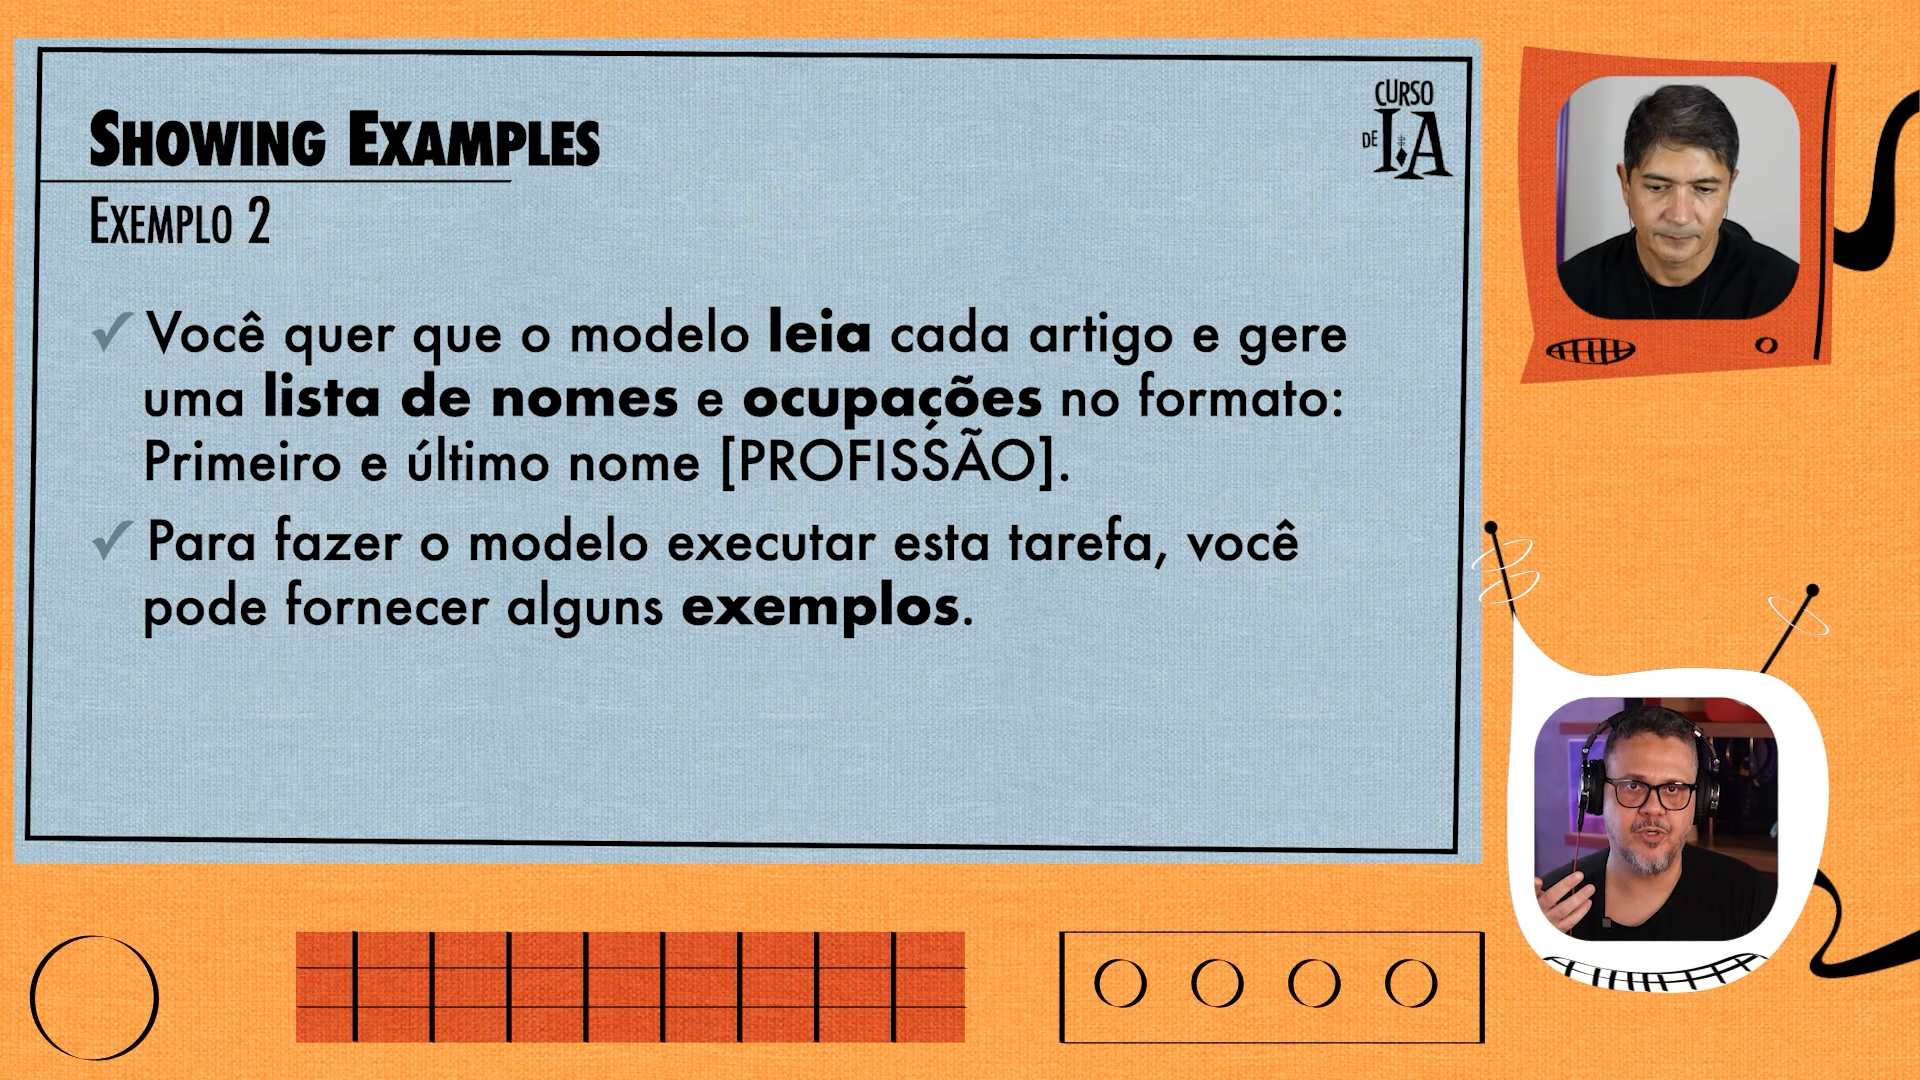 SHOWING EXAMPLES
CURSO
DE IA
EXEMPLO 2
✓ Você quer que o modelo leia cada artigo e gere
uma lista de nomes e ocupações no formato:
Primeiro e último nome [PROFISSÃO].
✓ Para fazer o modelo executar esta tarefa, você
pode fornecer alguns exemplos.